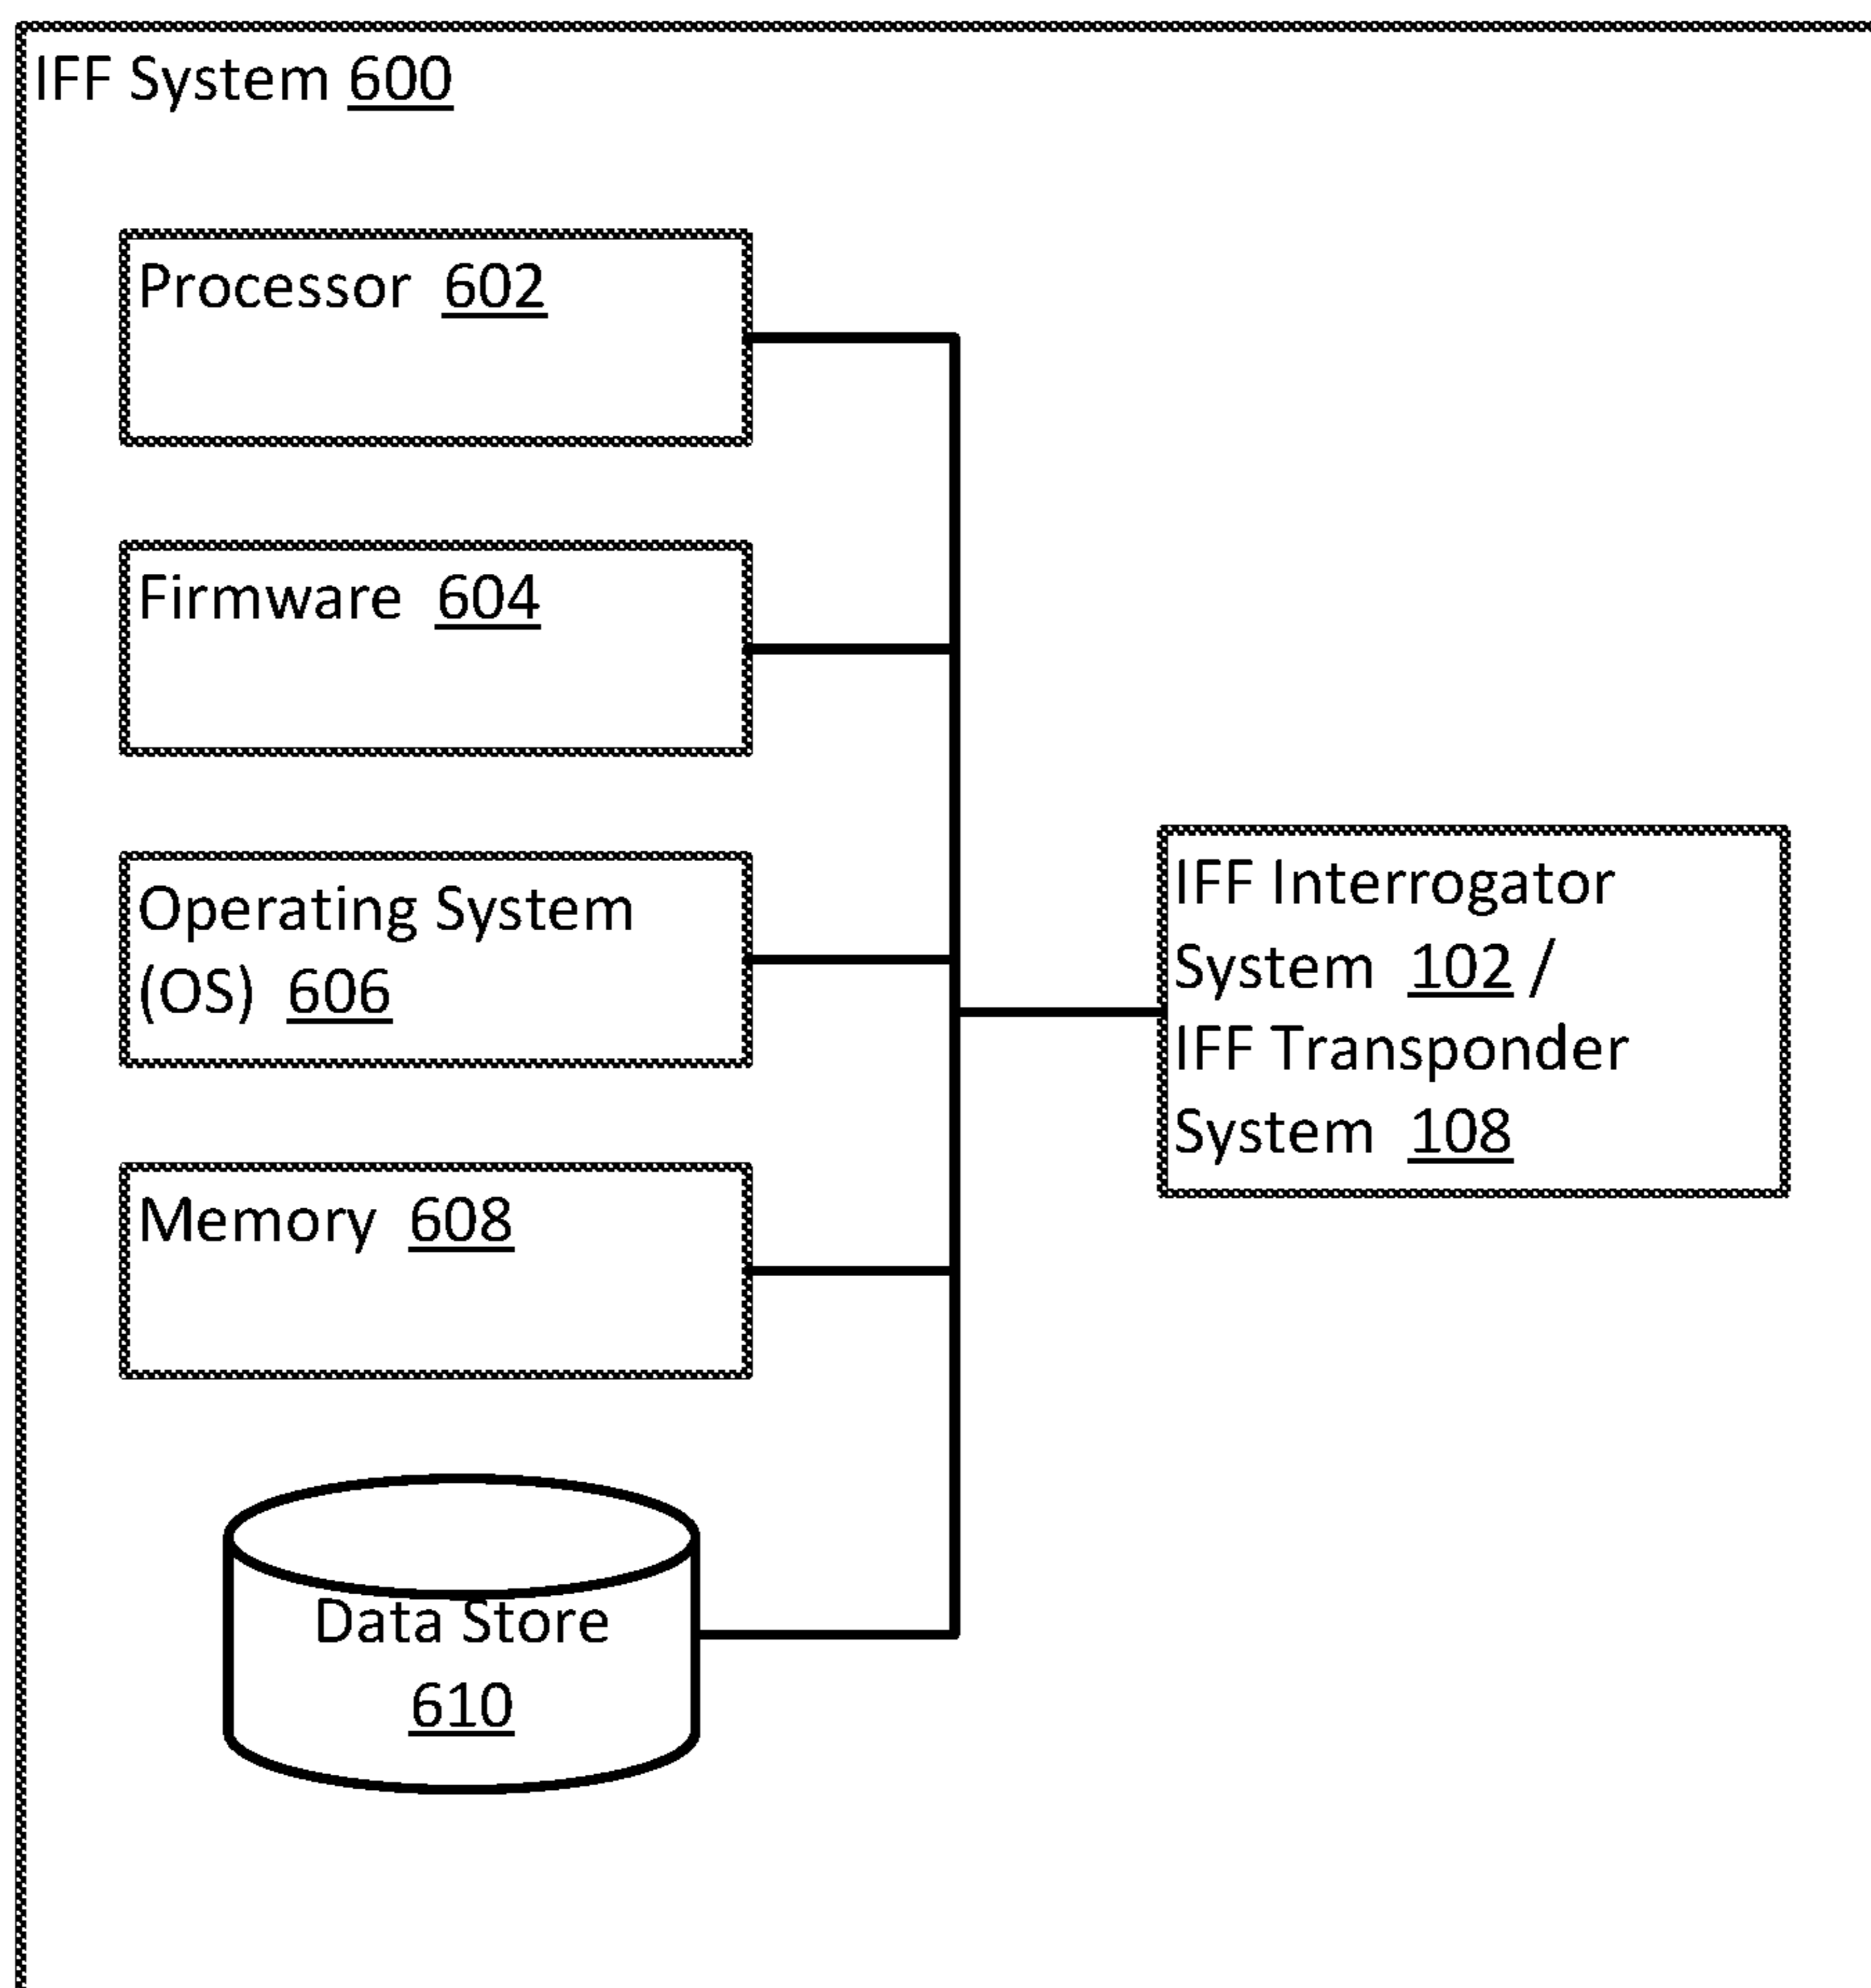 IFF System 600
Processor 602
Firmware 604
Operating System
(OS) 606
Memory 608
Data Store
610
IFF Interrogator
System 102 /
IFF Transponder
System 108